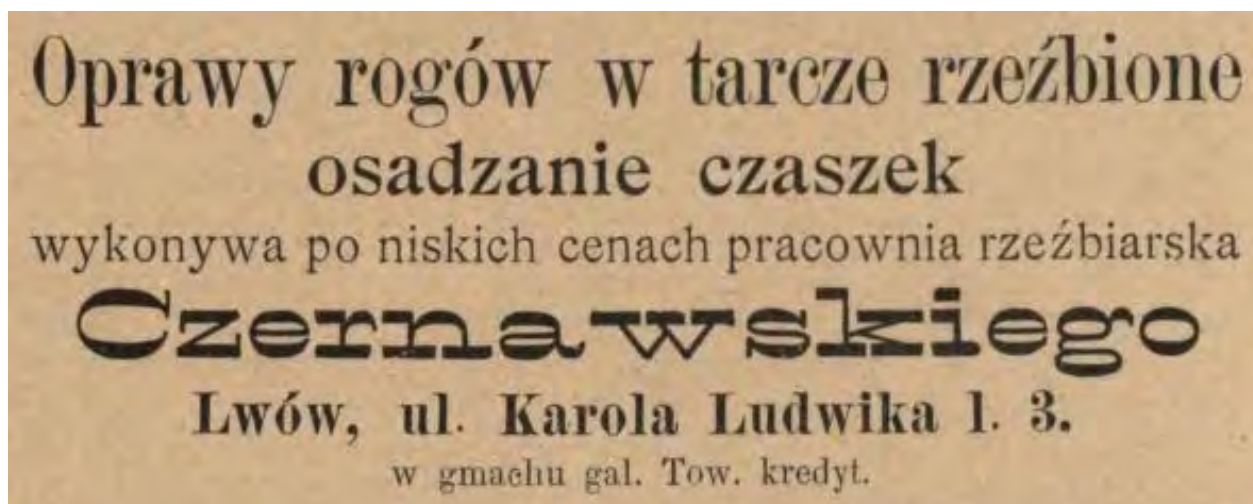 Oprawy rogów w tarcze rzeźbione
osadzanie czaszek
wykonywa po niskich cenach pracownia rzeźbiarska
Czernawskiego
Lwów, ul. Karola Ludwika l. 3.
w gmachu gal. Tow. kredyt.